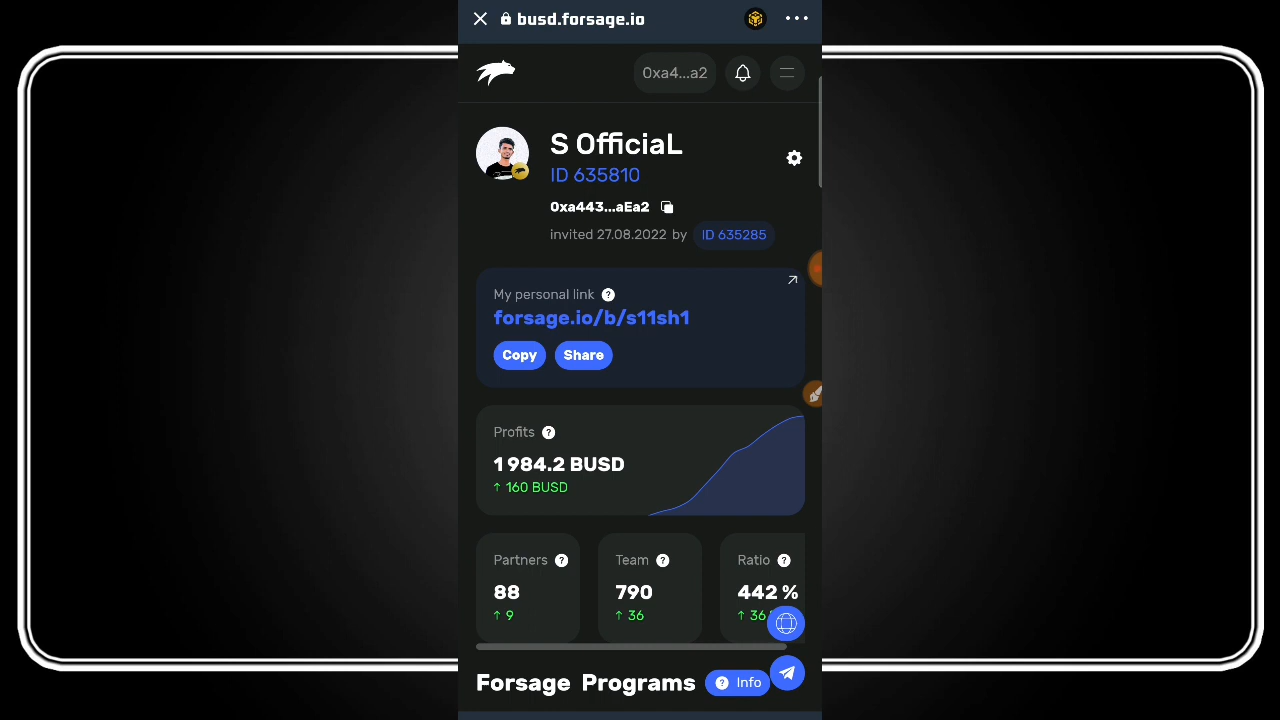 busd.forsage.io
0xa4...a2
S OfficiaL
ID 635810
0xa443...aEa2
invited 27.08.2022 by ID 635285
My personal link ?
forsage.io/b/s11sh1
Copy Share
Profits ?
1 984.2 BUSD
↑ 160 BUSD
Partners ? Team ? Ratio ?
88 790 442 %
↑ 9 ↑ 36 ↑ 36
Forsage Programs ? Info